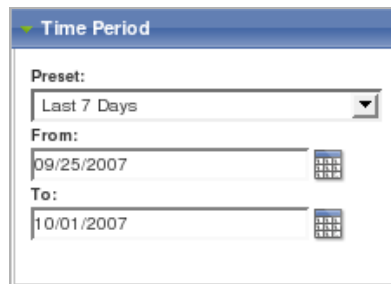 Time Period
Preset:
Last 7 Days
From:
09/25/2007
To:
10/01/2007